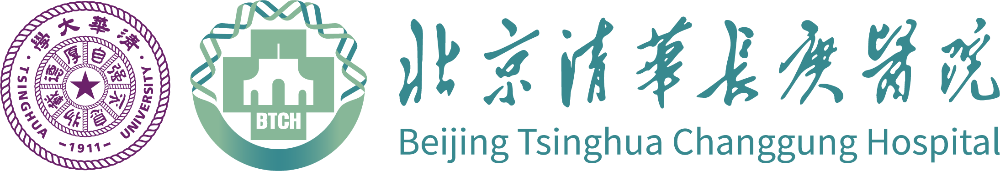 清華大學
自强不息
厚德載物
· TSINGHUA UNIVERSITY ·
–1911–
BTCH
北京清華長庚醫院
Beijing Tsinghua Changgung Hospital